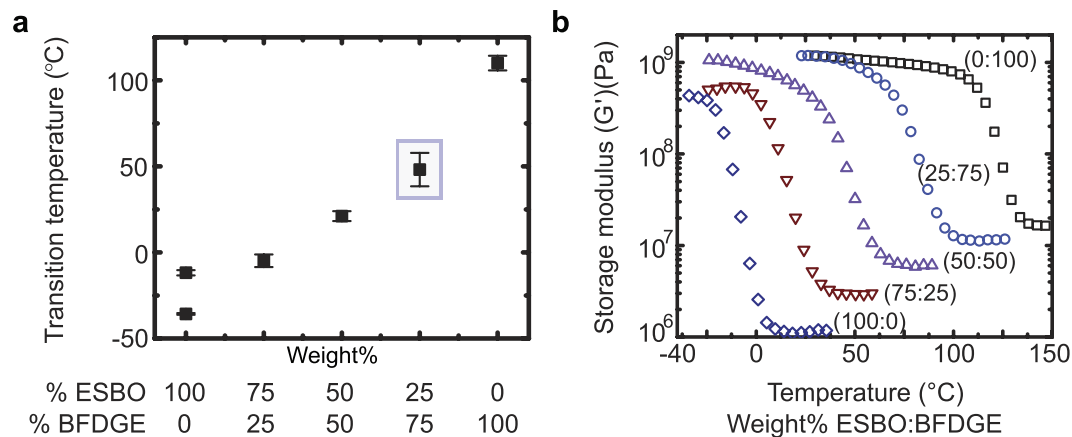 a
Transition temperature (°C)
100
50
0
-50
Weight%
% ESBO 100 75 50 25 0
% BFDGE 0 25 50 75 100
b
Storage modulus (G')(Pa)
10⁹
10⁸
10⁷
10⁶
(0:100)
(25:75)
(50:50)
(75:25)
(100:0)
-40 0 50 100 150
Temperature (°C)
Weight% ESBO:BFDGE